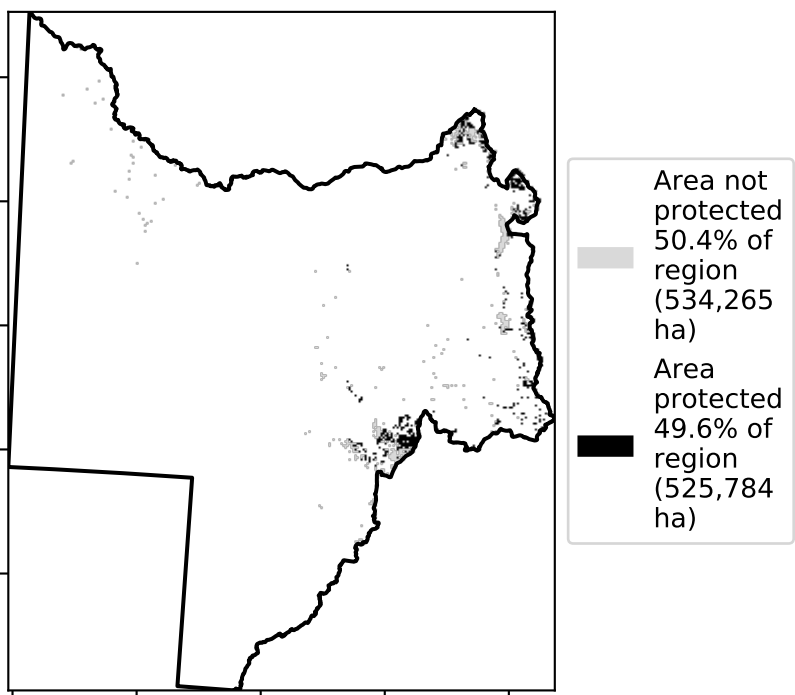 Area not
protected
50.4% of
region
(534,265
ha)
Area
protected
49.6% of
region
(525,784
ha)